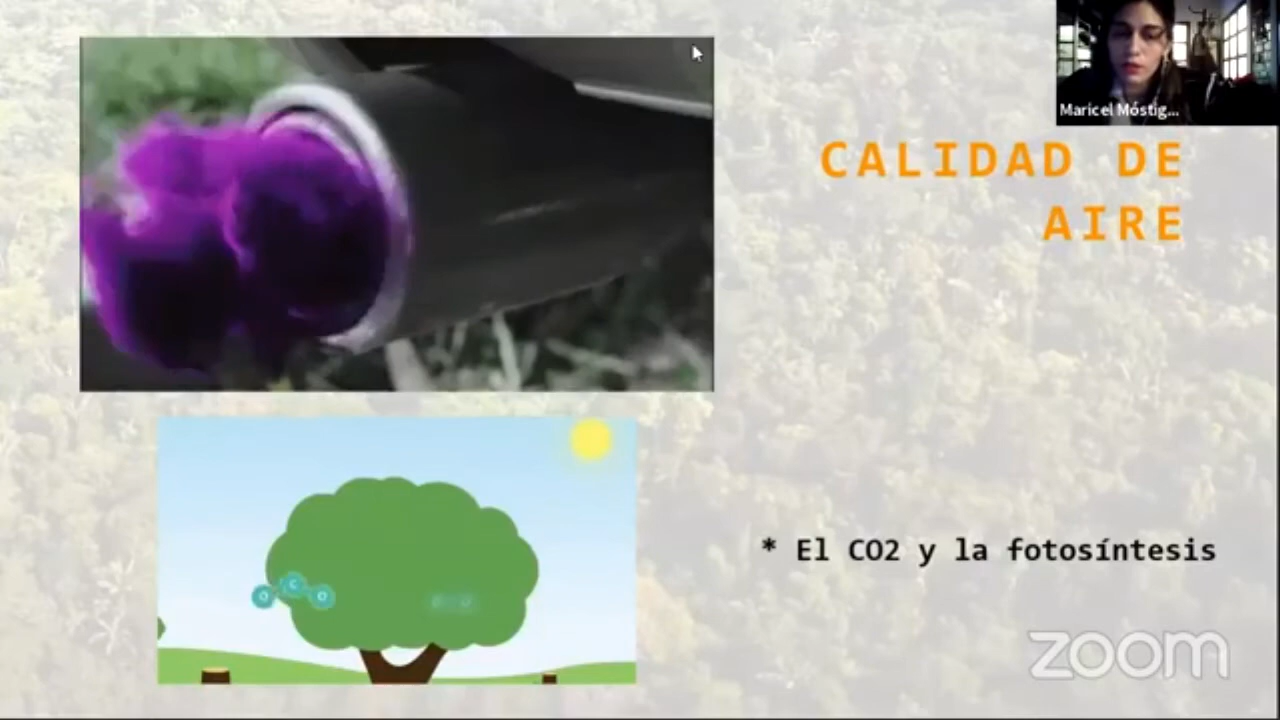 Maricel Móstig...
CALIDAD DE
AIRE
* El CO2 y la fotosíntesis
O C O
zoom